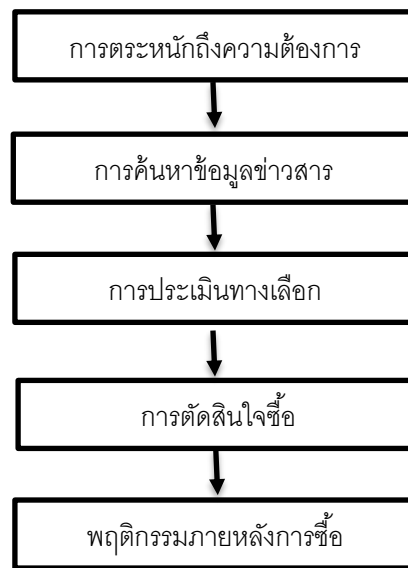 การตระหนักถึงความต้องการ
การค้นหาข้อมูลข่าวสาร
การประเมินทางเลือก
การตัดสินใจซื้อ
พฤติกรรมภายหลังการซื้อ